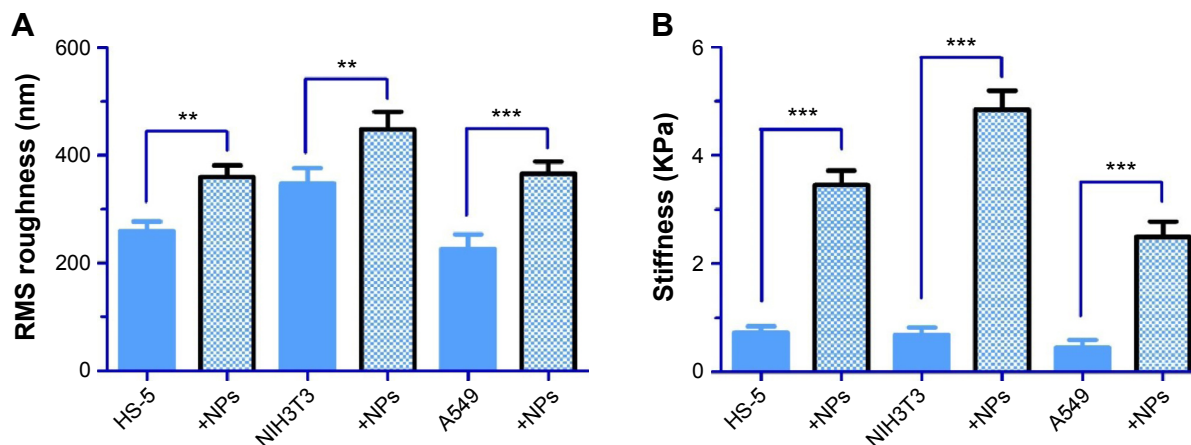 A
RMS roughness (nm)
600
400
200
0
**
**
***
HS-5
+NPs
NIH3T3
+NPs
A549
+NPs
B
Stiffness (KPa)
6
4
2
0
***
***
***
HS-5
+NPs
NIH3T3
+NPs
A549
+NPs